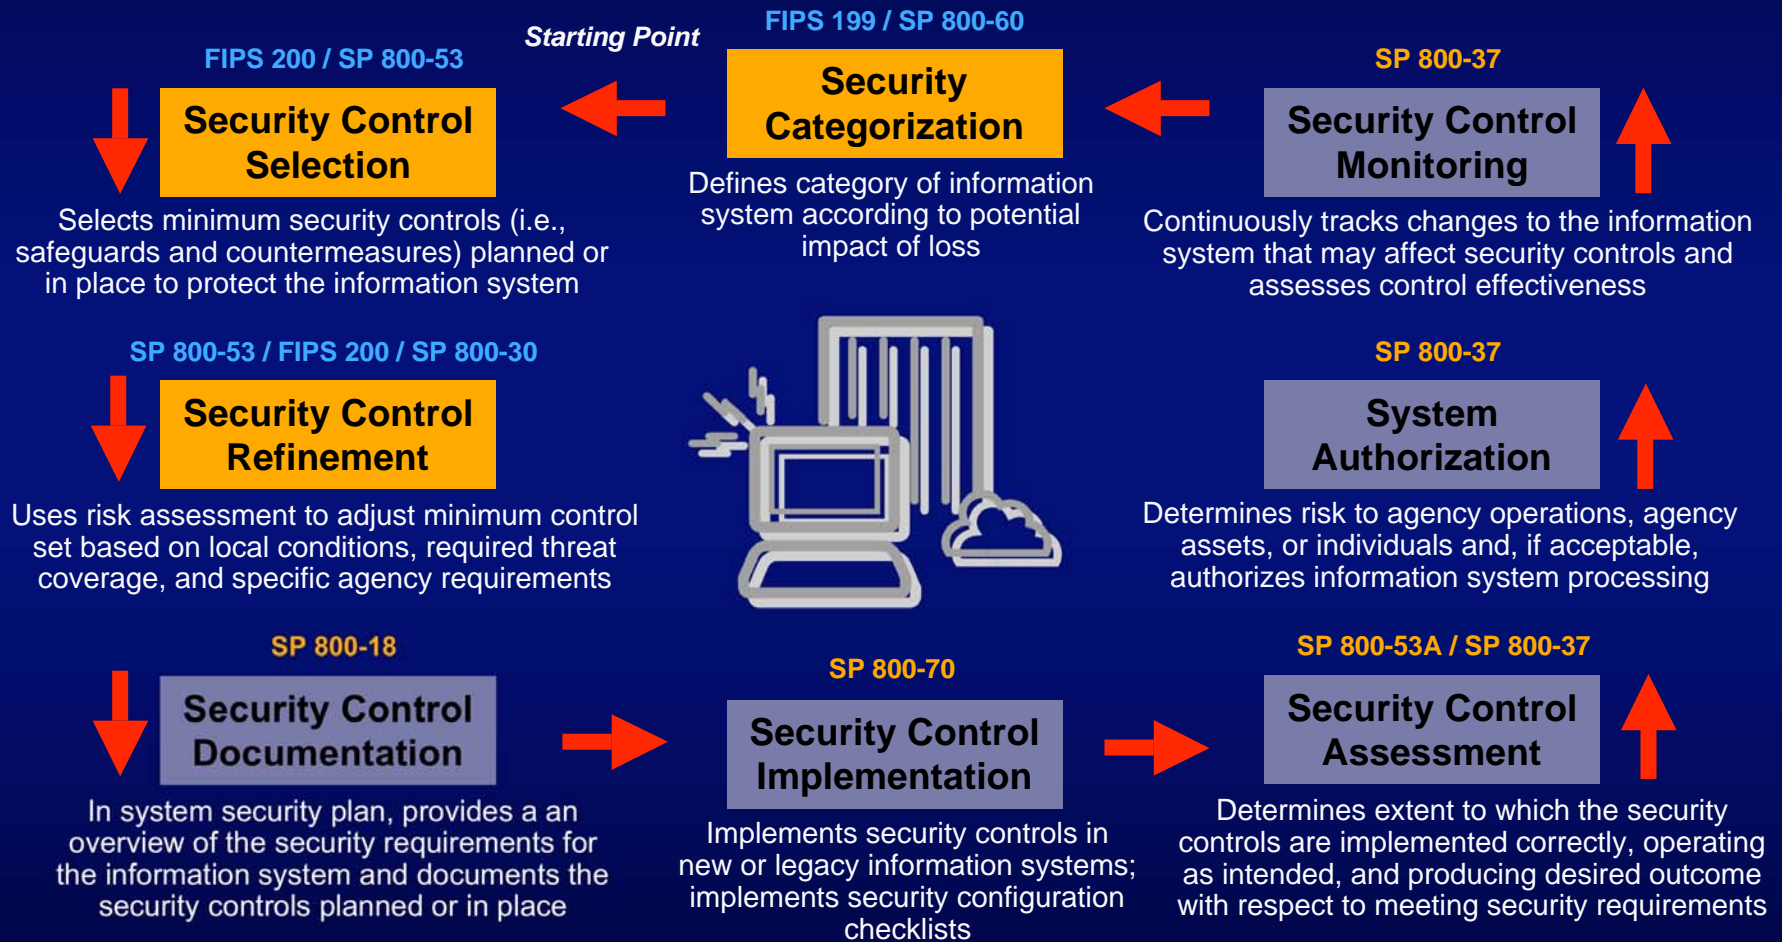 Starting Point
FIPS 199 / SP 800-60
Security
Categorization
Defines category of information
system according to potential
impact of loss
FIPS 200 / SP 800-53
Security Control
Selection
Selects minimum security controls (i.e.,
safeguards and countermeasures) planned or
in place to protect the information system
SP 800-53 / FIPS 200 / SP 800-30
Security Control
Refinement
Uses risk assessment to adjust minimum control
set based on local conditions, required threat
coverage, and specific agency requirements
SP 800-18
Security Control
Documentation
In system security plan, provides a an
overview of the security requirements for
the information system and documents the
security controls planned or in place
SP 800-70
Security Control
Implementation
Implements security controls in
new or legacy information systems;
implements security configuration
checklists
SP 800-53A / SP 800-37
Security Control
Assessment
Determines extent to which the security
controls are implemented correctly, operating
as intended, and producing desired outcome
with respect to meeting security requirements
SP 800-37
System
Authorization
Determines risk to agency operations, agency
assets, or individuals and, if acceptable,
authorizes information system processing
SP 800-37
Security Control
Monitoring
Continuously tracks changes to the information
system that may affect security controls and
assesses control effectiveness